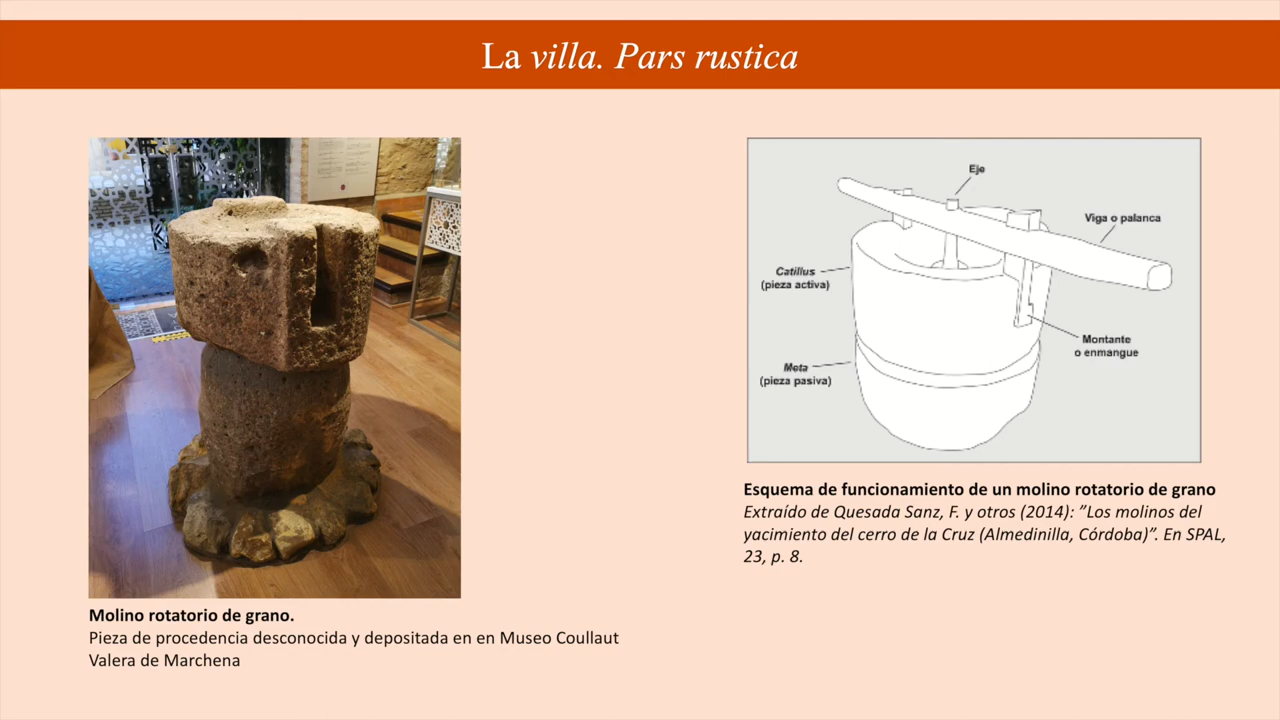 La villa. Pars rustica
Molino rotatorio de grano.
Pieza de procedencia desconocida y depositada en en Museo Coullaut
Valera de Marchena
Eje
Viga o palanca
Catillus
(pieza activa)
Montante
o enmangue
Meta
(pieza pasiva)
Esquema de funcionamiento de un molino rotatorio de grano
Extraído de Quesada Sanz, F. y otros (2014): ”Los molinos del
yacimiento del cerro de la Cruz (Almedinilla, Córdoba)”. En SPAL,
23, p. 8.